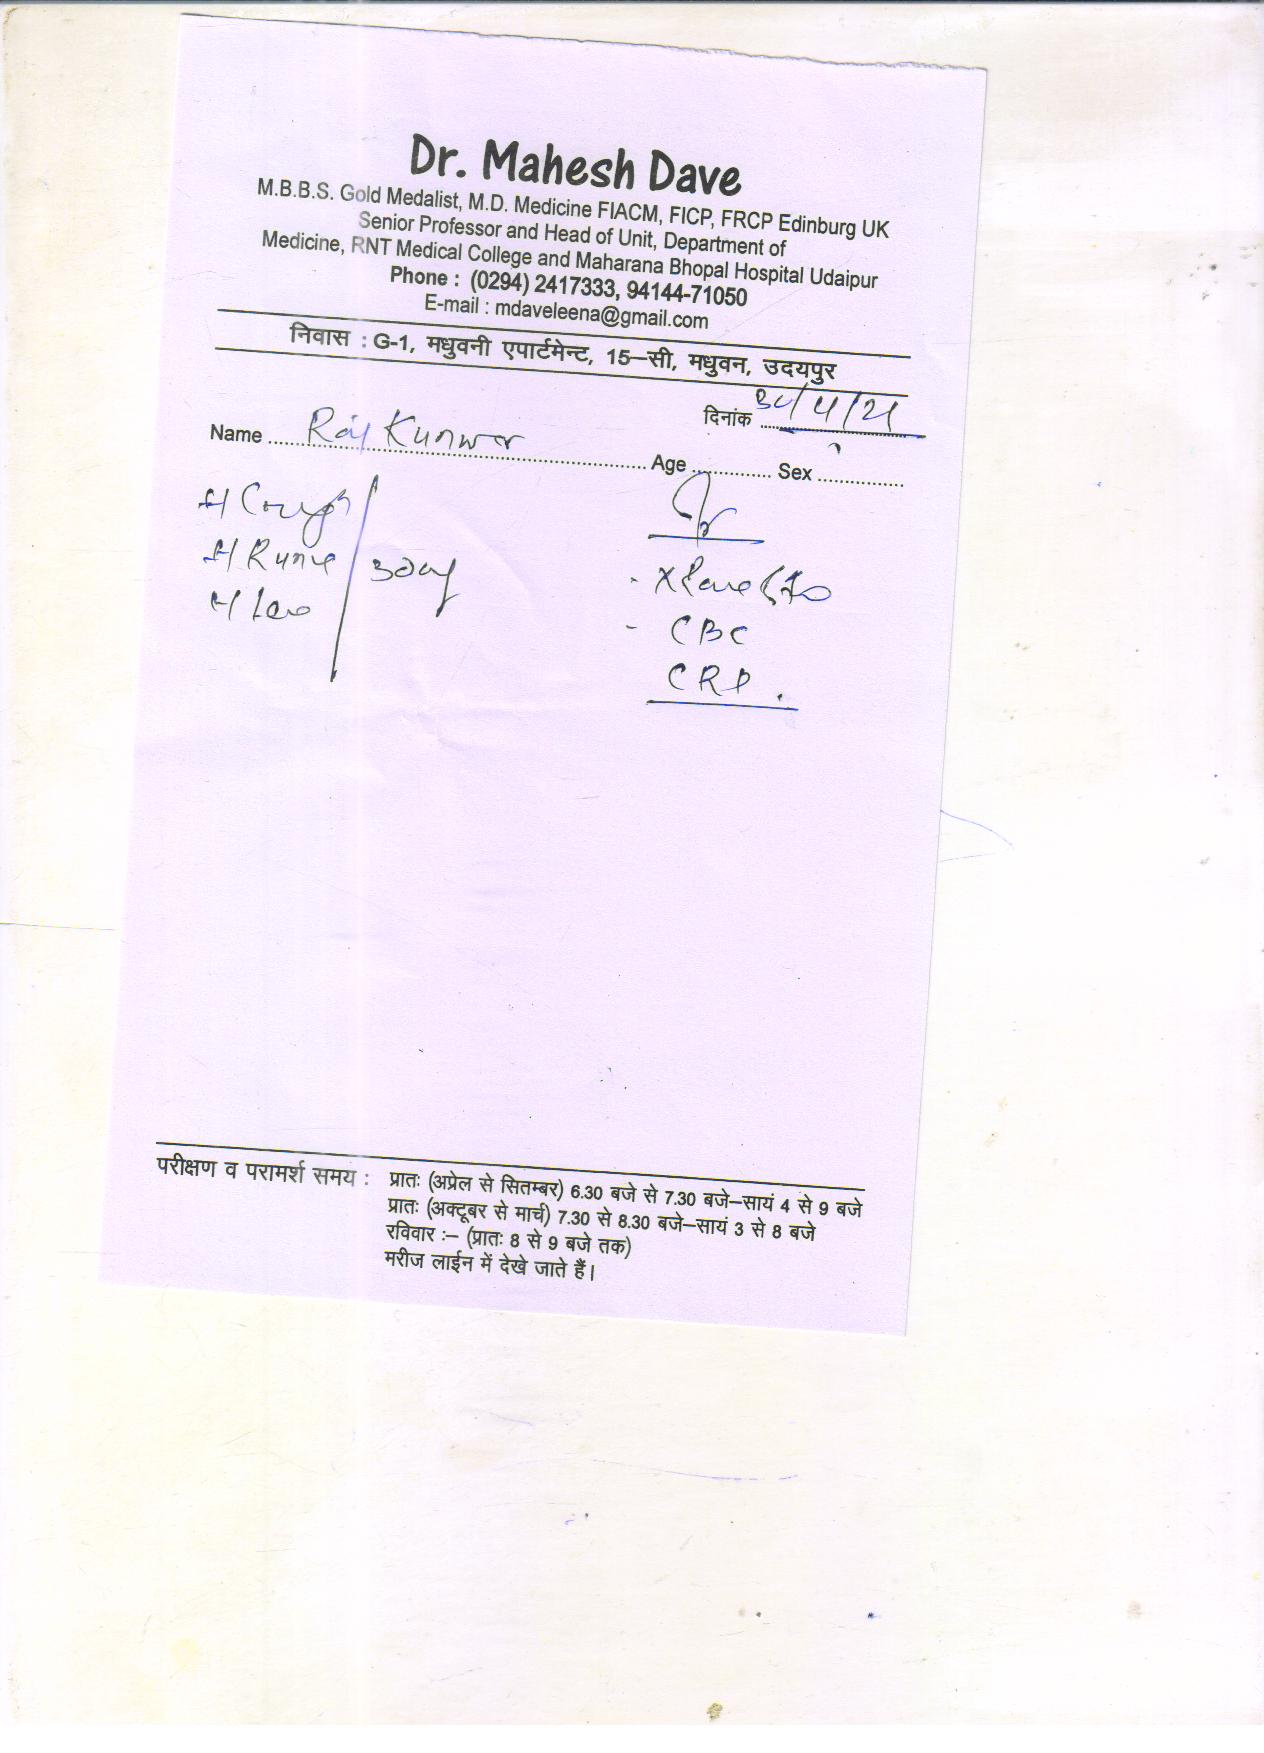 Dr. Mahesh Dave
M.B.B.S. Gold Medalist, M.D. Medicine FIACM, FICP, FRCP Edinburg UK
Senior Professor and Head of Unit, Department of
Medicine, RNT Medical College and Maharana Bhopal Hospital Udaipur
Phone : (0294) 2417333, 94144-71050
E-mail : mdaveleena@gmail.com
निवास : G-1, मधुवनी एपार्टमेन्ट, 15–सी, मधुवन, उदयपुर
दिनांक 30/4/21
Name Raj Kunwar Age Sex
H/ Cough
H/ 3 day
H/
CBC
CRP
परीक्षण व परामर्श समय : प्रातः (अप्रेल से सितम्बर) 6.30 बजे से 7.30 बजे–सायं 4 से 9 बजे
प्रातः (अक्टूबर से मार्च) 7.30 से 8.30 बजे–सायं 3 से 8 बजे
रविवार :– (प्रातः 8 से 9 बजे तक)
मरीज लाईन में देखे जाते हैं।